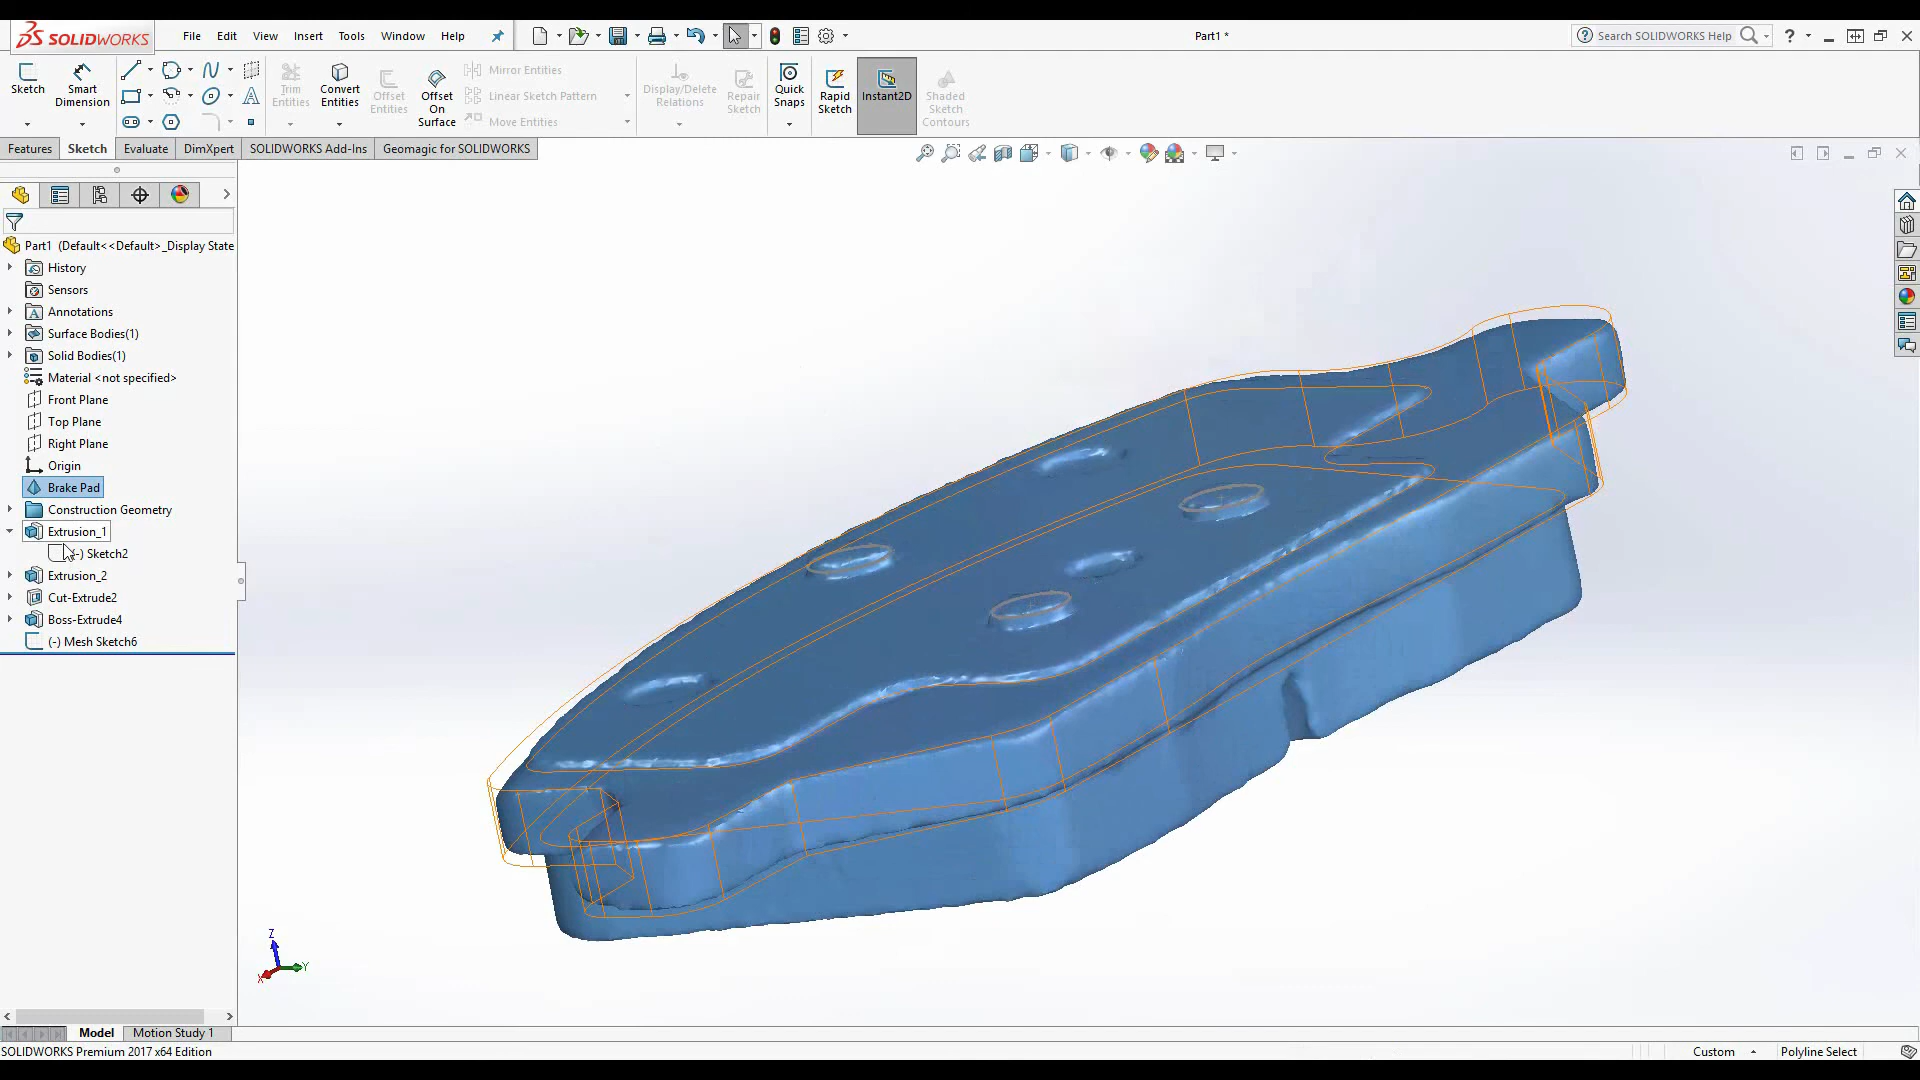 SOLIDWORKS
File Edit View Insert Tools Window Help
Part1 *
Search SOLIDWORKS Help
Sketch
Smart Dimension
Trim Entities
Convert Entities
Offset Entities
Offset On Surface
Mirror Entities
Linear Sketch Pattern
Move Entities
Display/Delete Relations
Repair Sketch
Quick Snaps
Rapid Sketch
Instant2D
Shaded Sketch Contours
Features Sketch Evaluate DimXpert SOLIDWORKS Add-Ins Geomagic for SOLIDWORKS
Part1 (Default<<Default>_Display State
History
Sensors
Annotations
Surface Bodies(1)
Solid Bodies(1)
Material <not specified>
Front Plane
Top Plane
Right Plane
Origin
Brake Pad
Construction Geometry
Extrusion_1
(-) Sketch2
Extrusion_2
Cut-Extrude2
Boss-Extrude4
(-) Mesh Sketch6
Z
Y
X
Model Motion Study 1
SOLIDWORKS Premium 2017 x64 Edition
Custom
Polyline Select